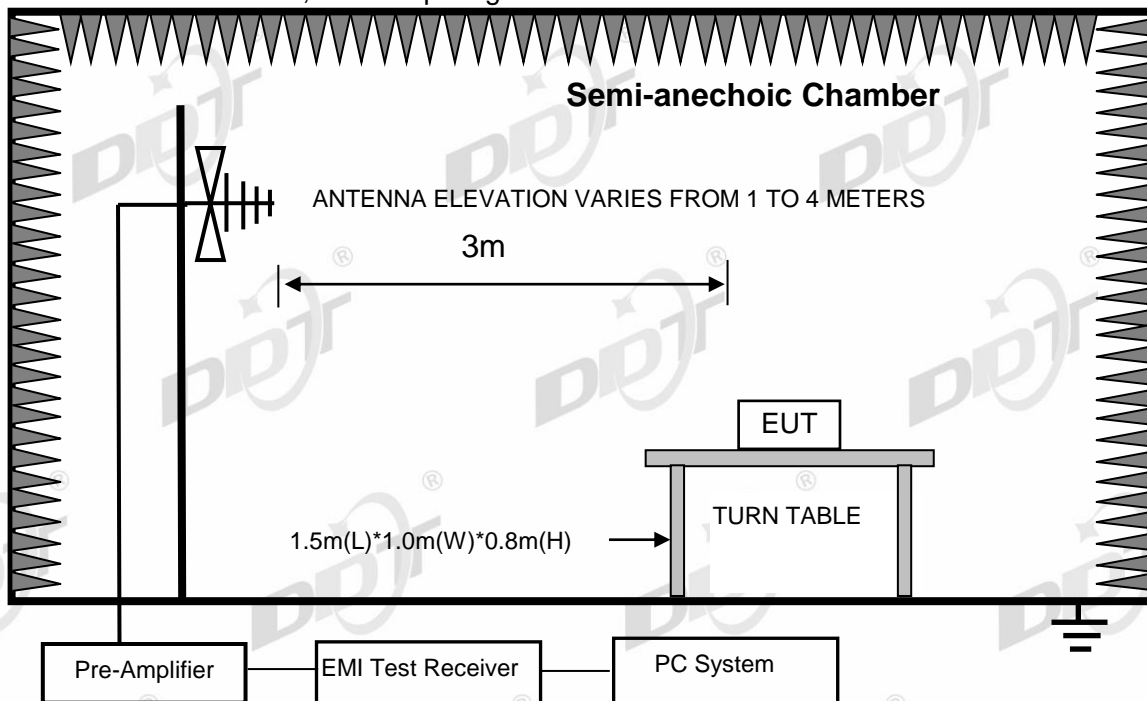 Semi-anechoic Chamber
ANTENNA ELEVATION VARIES FROM 1 TO 4 METERS
3m
EUT
TURN TABLE
1.5m(L)*1.0m(W)*0.8m(H)
Pre-Amplifier
EMI Test Receiver
PC System
DDT